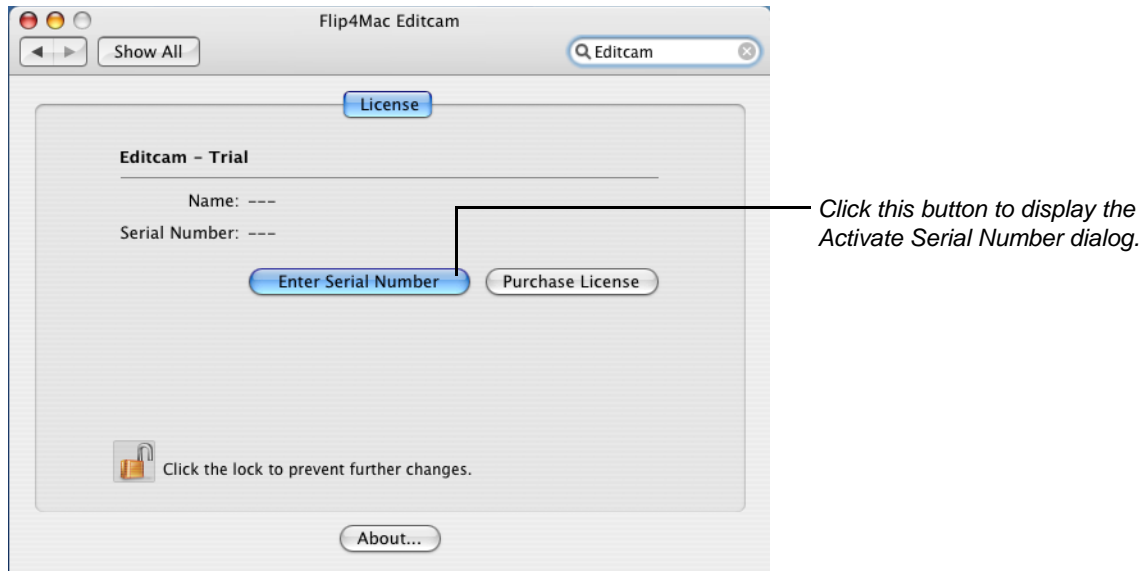 Flip4Mac Editcam
Show All
Editcam
License
Editcam – Trial
Name: ---
Serial Number: ---
Click this button to display the
Activate Serial Number dialog.
Enter Serial Number Purchase License
Click the lock to prevent further changes.
About...